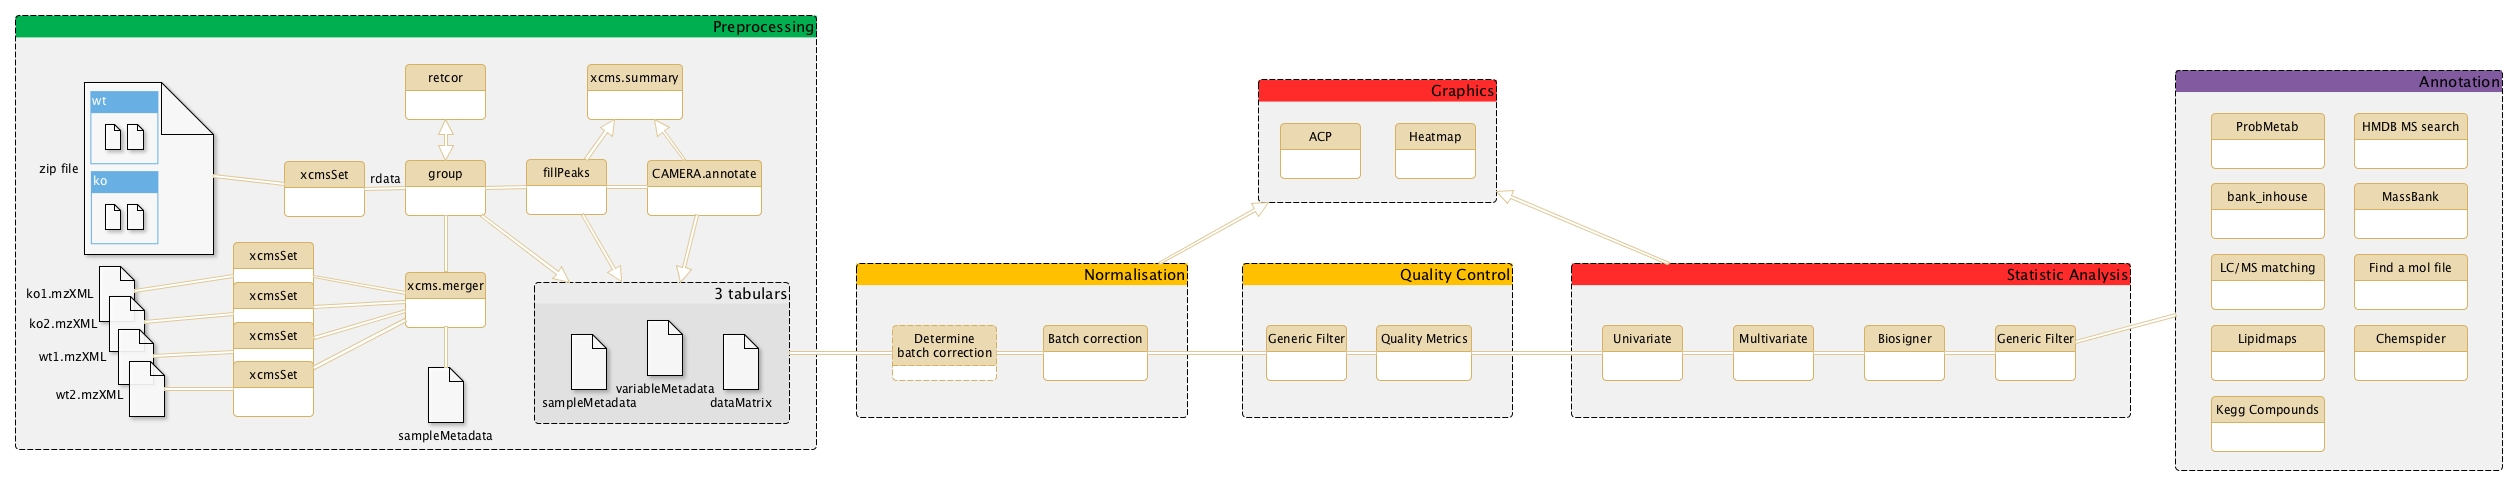 Preprocessing
retcor
xcms.summary
wt
zip file
ko
xcmsSet
rdata
group
fillPeaks
CAMERA.annotate
xcmsSet
ko1.mzXML
xcmsSet
xcms.merger
3 tabulars
ko2.mzXML
xcmsSet
wt1.mzXML
xcmsSet
wt2.mzXML
sampleMetadata
variableMetadata
sampleMetadata
dataMatrix
Normalisation
Determine
batch correction
Batch correction
Graphics
ACP
Heatmap
Quality Control
Generic Filter
Quality Metrics
Statistic Analysis
Univariate
Multivariate
Biosigner
Generic Filter
Annotation
ProbMetab
HMDB MS search
bank_inhouse
MassBank
LC/MS matching
Find a mol file
Lipidmaps
Chemspider
Kegg Compounds